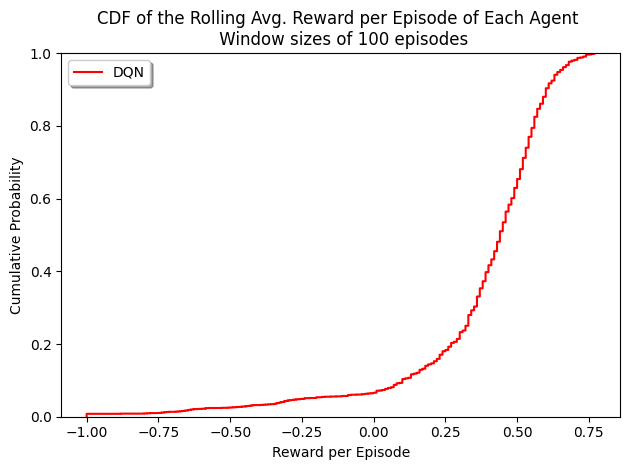 CDF of the Rolling Avg. Reward per Episode of Each Agent
Window sizes of 100 episodes
DQN
Cumulative Probability
1.0
0.8
0.6
0.4
0.2
0.0
−1.00
−0.75
−0.50
−0.25
0.00
0.25
0.50
0.75
Reward per Episode